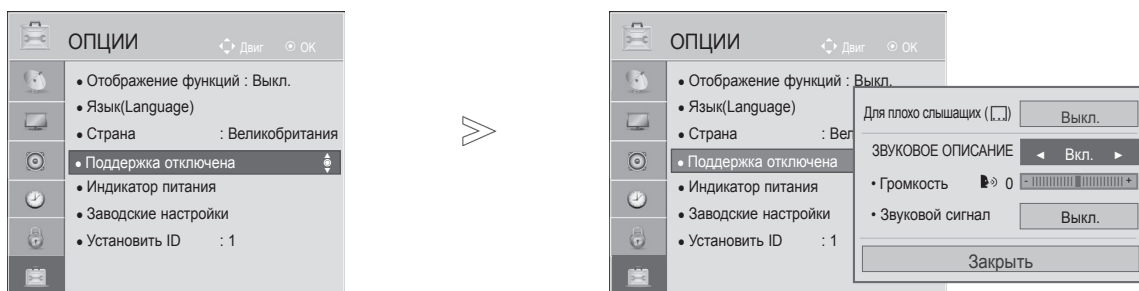 ОПЦИИ
Двиг OK
• Отображение функций : Выкл.
• Язык(Language)
• Страна : Великобритания
• Поддержка отключена
• Индикатор питания
• Заводские настройки
• Установить ID : 1
ОПЦИИ
Двиг OK
• Отображение функций : Выкл.
• Язык(Language)
• Страна : Вел
• Поддержка отключена
• Индикатор питания
• Заводские настройки
• Установить ID : 1
Для плохо слышащих ( ) Выкл.
ЗВУКОВОЕ ОПИСАНИЕ ◄ Вкл. ►
• Громкость 0 - +
• Звуковой сигнал Выкл.
Закрыть